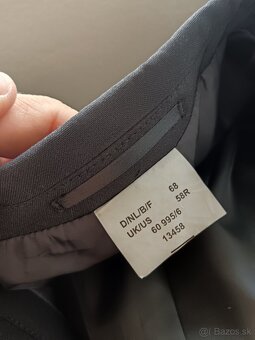 D/NL/B/F 68
UK/US 58R
60 995/6
13458
Bazos.sk